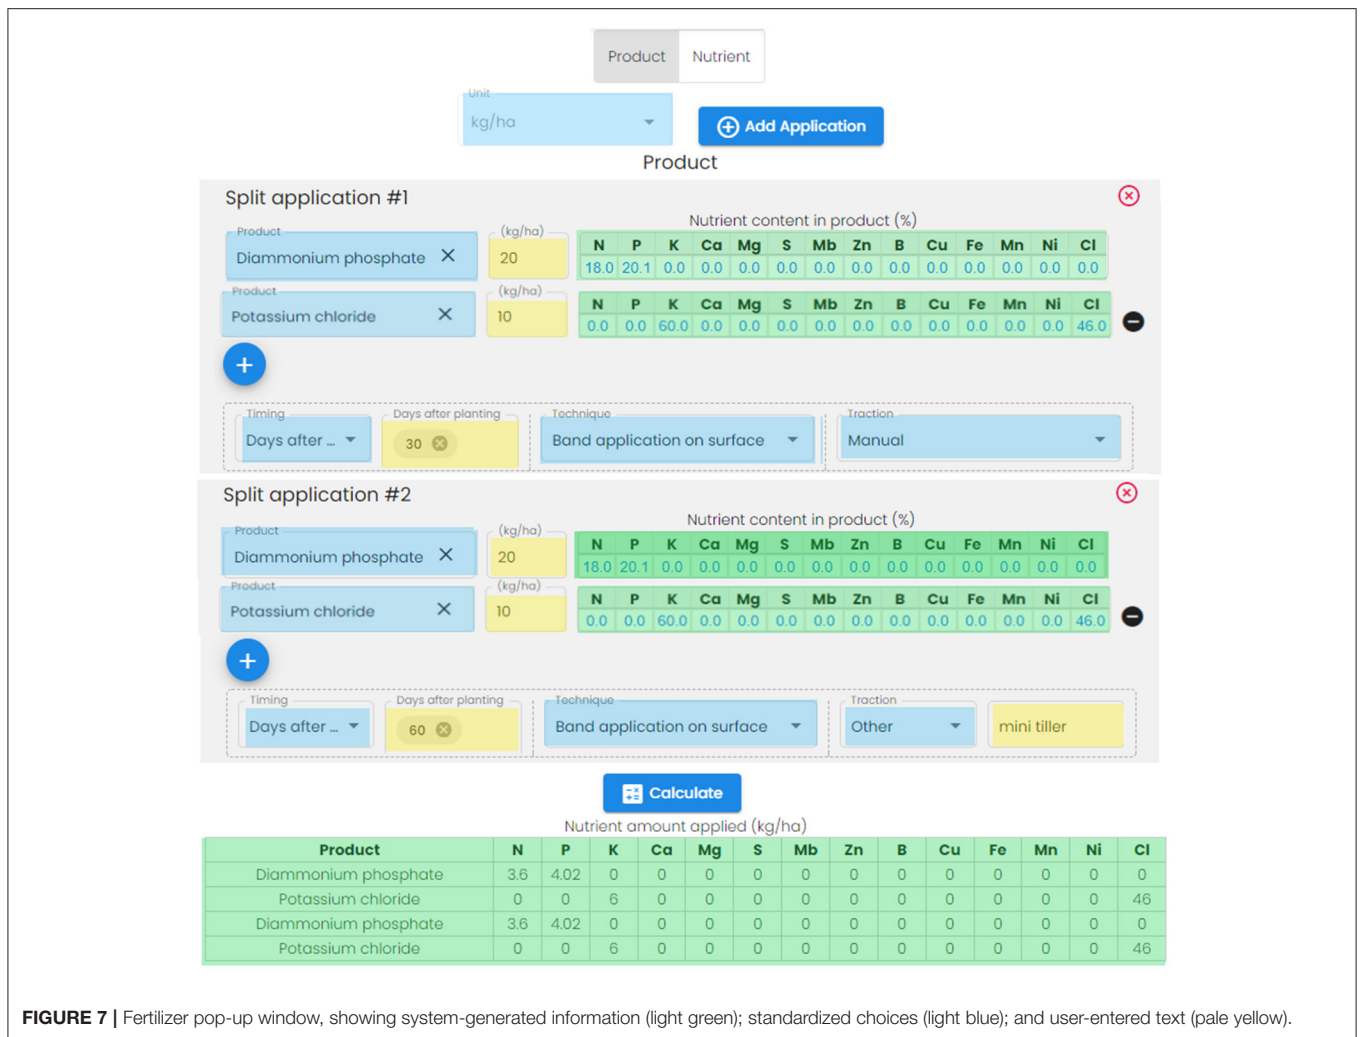 Product Nutrient
Unit
kg/ha
Add Application
Product
Split application #1
Nutrient content in product (%)
Product (kg/ha)
Diammonium phosphate 20
N P K Ca Mg S Mb Zn B Cu Fe Mn Ni Cl
18.0 20.1 0.0 0.0 0.0 0.0 0.0 0.0 0.0 0.0 0.0 0.0 0.0 0.0
Product (kg/ha)
Potassium chloride 10
N P K Ca Mg S Mb Zn B Cu Fe Mn Ni Cl
0.0 0.0 60.0 0.0 0.0 0.0 0.0 0.0 0.0 0.0 0.0 0.0 0.0 46.0
Timing Days after planting Technique Traction
Days after ... 30 Band application on surface Manual
Split application #2
Nutrient content in product (%)
Product (kg/ha)
Diammonium phosphate 20
N P K Ca Mg S Mb Zn B Cu Fe Mn Ni Cl
18.0 20.1 0.0 0.0 0.0 0.0 0.0 0.0 0.0 0.0 0.0 0.0 0.0 0.0
Product (kg/ha)
Potassium chloride 10
N P K Ca Mg S Mb Zn B Cu Fe Mn Ni Cl
0.0 0.0 60.0 0.0 0.0 0.0 0.0 0.0 0.0 0.0 0.0 0.0 0.0 46.0
Timing Days after planting Technique Traction
Days after ... 60 Band application on surface Other mini tiller
Calculate
Nutrient amount applied (kg/ha)
Product N P K Ca Mg S Mb Zn B Cu Fe Mn Ni Cl
Diammonium phosphate 3.6 4.02 0 0 0 0 0 0 0 0 0 0 0 0
Potassium chloride 0 0 6 0 0 0 0 0 0 0 0 0 0 46
Diammonium phosphate 3.6 4.02 0 0 0 0 0 0 0 0 0 0 0 0
Potassium chloride 0 0 6 0 0 0 0 0 0 0 0 0 0 46
FIGURE 7 | Fertilizer pop-up window, showing system-generated information (light green); standardized choices (light blue); and user-entered text (pale yellow).